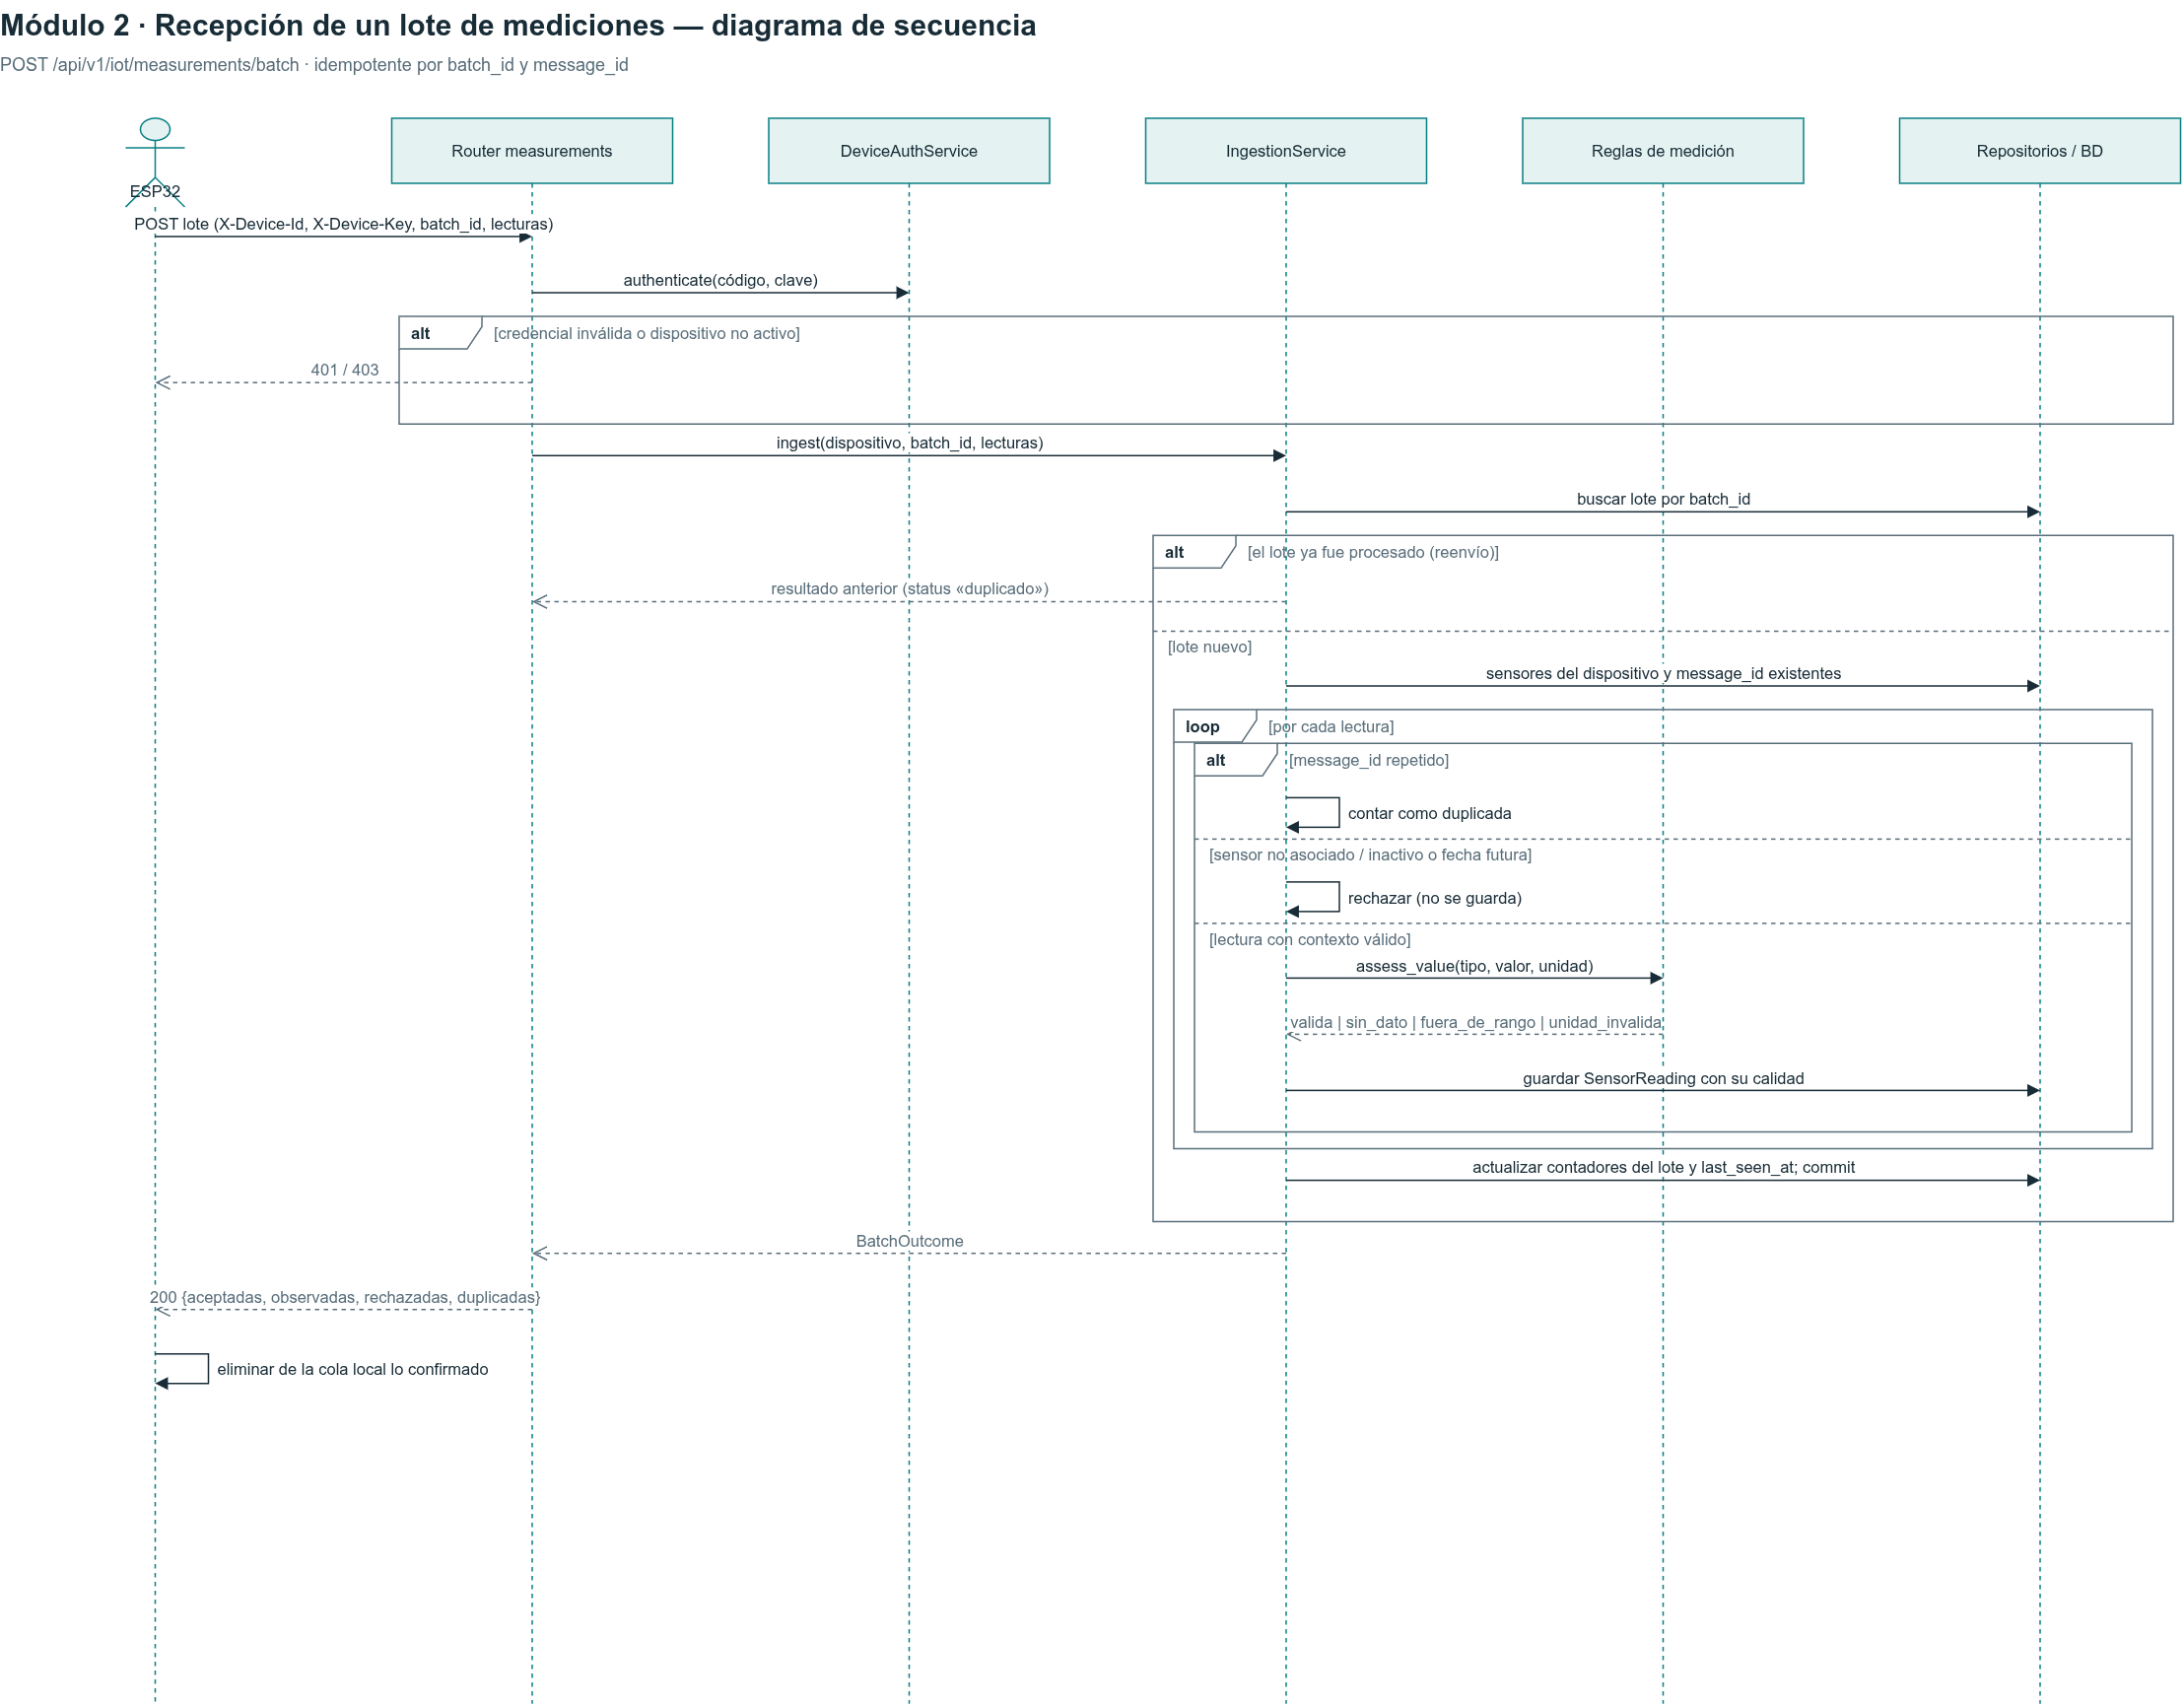 Módulo 2 · Recepción de un lote de mediciones — diagrama de secuencia
POST /api/v1/iot/measurements/batch · idempotente por batch_id y message_id
ESP32
Router measurements
DeviceAuthService
IngestionService
Reglas de medición
Repositorios / BD
POST lote (X-Device-Id, X-Device-Key, batch_id, lecturas)
authenticate(código, clave)
alt
[credencial inválida o dispositivo no activo]
401 / 403
ingest(dispositivo, batch_id, lecturas)
buscar lote por batch_id
alt
[el lote ya fue procesado (reenvío)]
resultado anterior (status «duplicado»)
[lote nuevo]
sensores del dispositivo y message_id existentes
loop
[por cada lectura]
alt
[message_id repetido]
contar como duplicada
[sensor no asociado / inactivo o fecha futura]
rechazar (no se guarda)
[lectura con contexto válido]
assess_value(tipo, valor, unidad)
valida | sin_dato | fuera_de_rango | unidad_invalida
guardar SensorReading con su calidad
actualizar contadores del lote y last_seen_at; commit
BatchOutcome
200 {aceptadas, observadas, rechazadas, duplicadas}
eliminar de la cola local lo confirmado